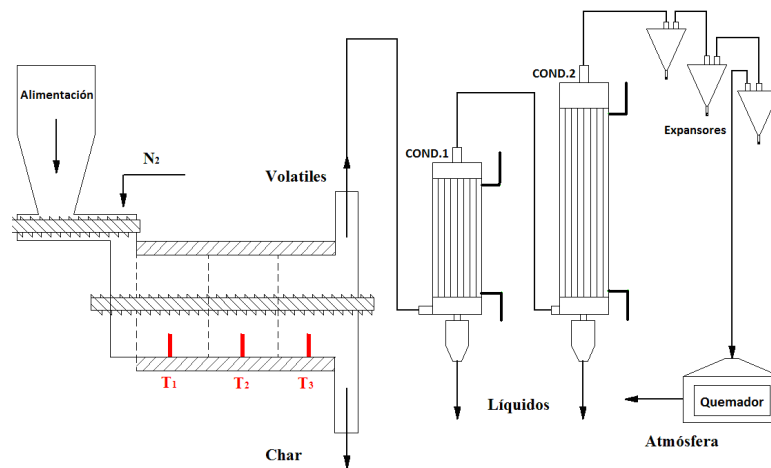 COND.2
Alimentación
Expansores
N2
COND.1
Volatiles
T1
T2
T3
Quemador
Líquidos
Atmósfera
Char